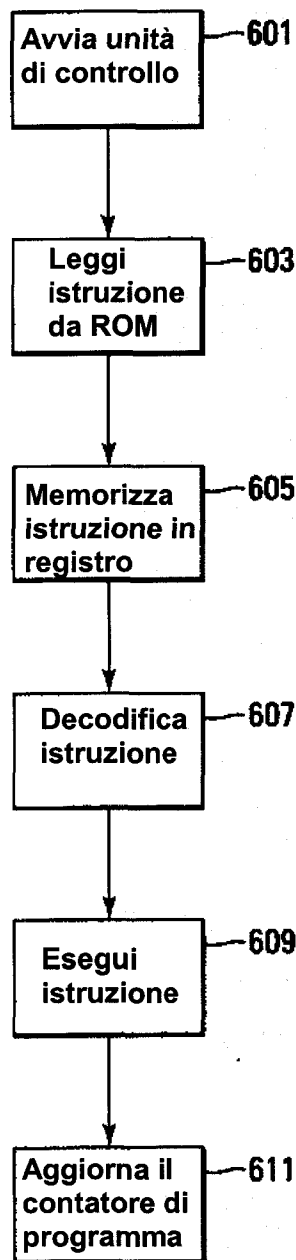 Avvia unità
di controllo
601
Leggi
istruzione
da ROM
603
Memorizza
istruzione in
registro
605
Decodifica
istruzione
607
Esegui
istruzione
609
Aggiorna il
contatore di
programma
611